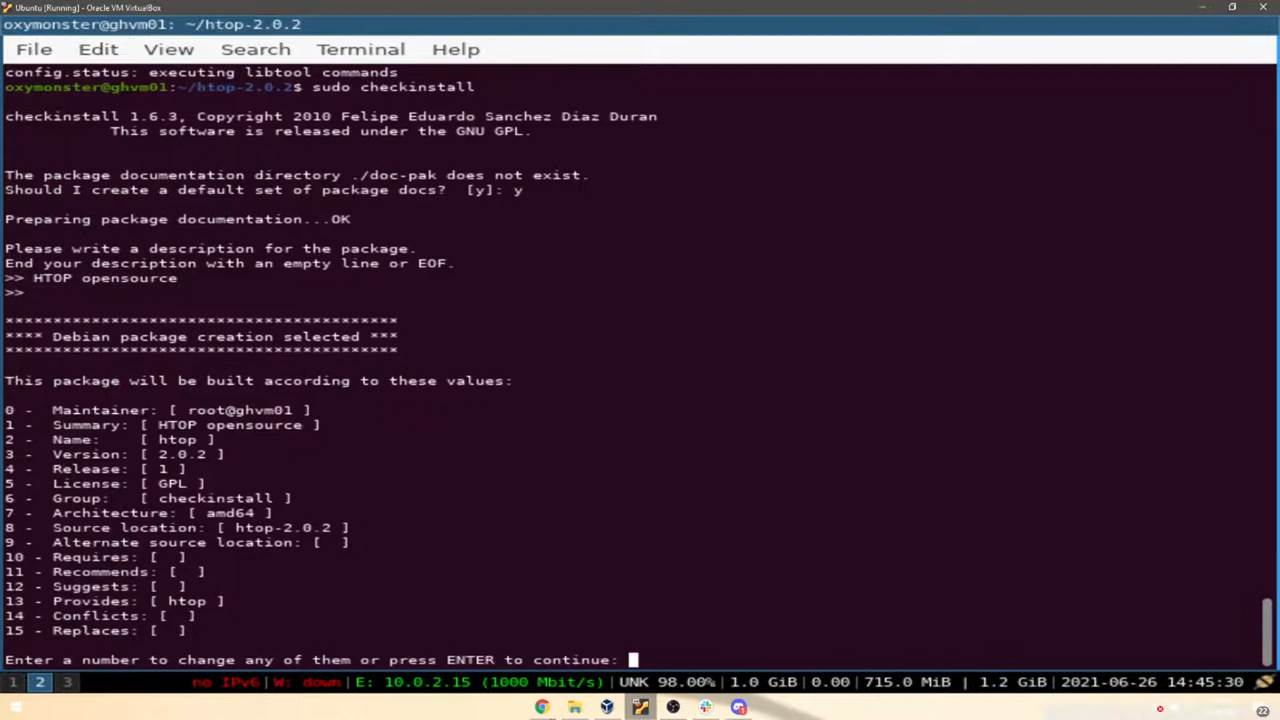 Ubuntu [Running] - Oracle VM VirtualBox
oxymonster@ghvm01: ~/htop-2.0.2
File Edit View Search Terminal Help
config.status: executing libtool commands
oxymonster@ghvm01:~/htop-2.0.2$ sudo checkinstall
checkinstall 1.6.3, Copyright 2010 Felipe Eduardo Sanchez Diaz Duran
This software is released under the GNU GPL.
The package documentation directory ./doc-pak does not exist.
Should I create a default set of package docs? [y]: y
Preparing package documentation...OK
Please write a description for the package.
End your description with an empty line or EOF.
>> HTOP opensource
>>
*****************************************
**** Debian package creation selected ***
*****************************************
This package will be built according to these values:
0 - Maintainer: [ root@ghvm01 ]
1 - Summary: [ HTOP opensource ]
2 - Name: [ htop ]
3 - Version: [ 2.0.2 ]
4 - Release: [ 1 ]
5 - License: [ GPL ]
6 - Group: [ checkinstall ]
7 - Architecture: [ amd64 ]
8 - Source location: [ htop-2.0.2 ]
9 - Alternate source location: [ ]
10 - Requires: [ ]
11 - Recommends: [ ]
12 - Suggests: [ ]
13 - Provides: [ htop ]
14 - Conflicts: [ ]
15 - Replaces: [ ]
Enter a number to change any of them or press ENTER to continue:
1 2 3 no IPv6|W: down|E: 10.0.2.15 (1000 Mbit/s)|UNK 98.00%|1.0 GiB|0.00|715.0 MiB | 1.2 GiB|2021-06-26 14:45:30
22